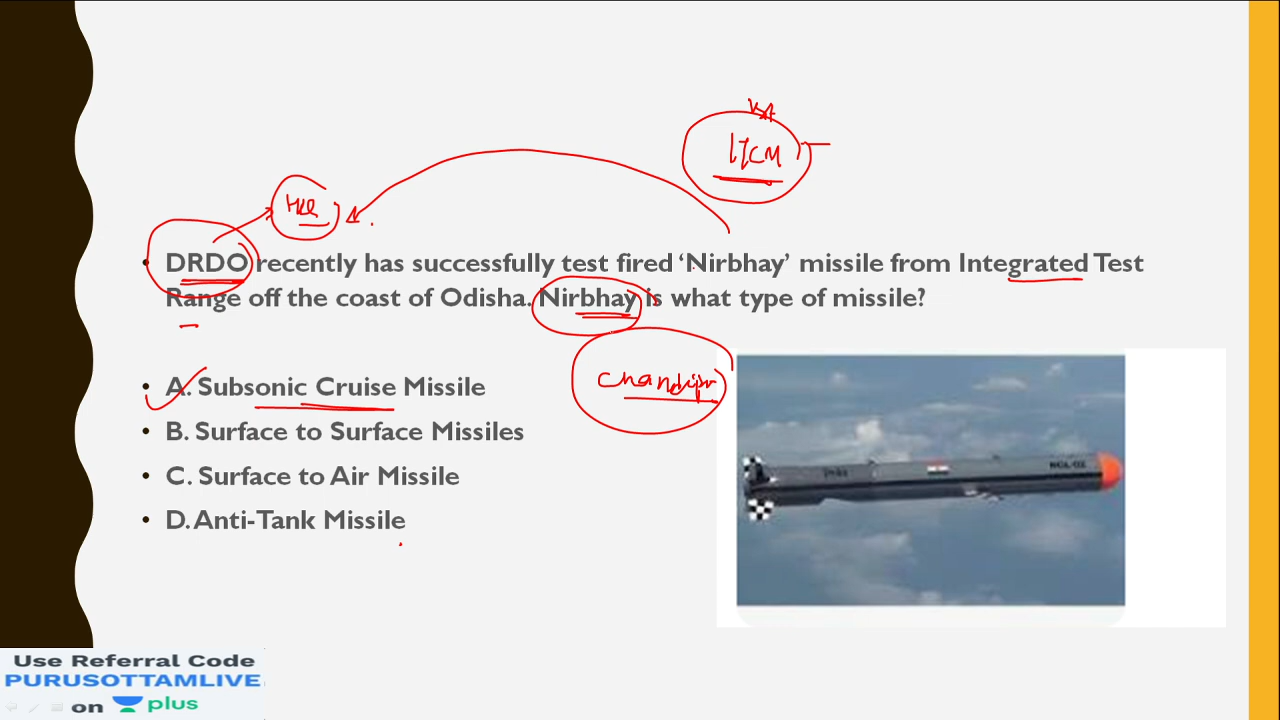 • DRDO recently has successfully test fired ‘Nirbhay’ missile from Integrated Test
Range off the coast of Odisha. Nirbhay is what type of missile?
Chandipur
• A. Subsonic Cruise Missile
• B. Surface to Surface Missiles
• C. Surface to Air Missile
• D. Anti-Tank Missile
Use Referral Code
PURUSOTTAMLIVE
on plus